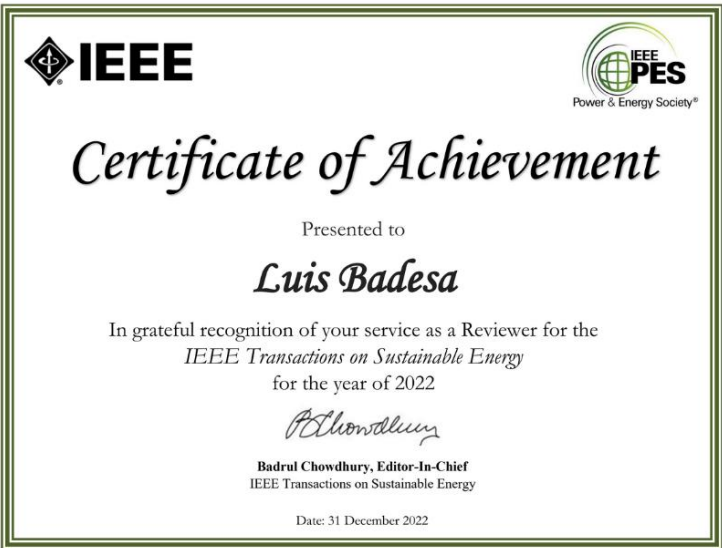 IEEE
IEEE
PES
Power & Energy Society®
Certificate of Achievement
Presented to
Luis Badesa
In grateful recognition of your service as a Reviewer for the
IEEE Transactions on Sustainable Energy
for the year of 2022
BChowdhury
Badrul Chowdhury, Editor-In-Chief
IEEE Transactions on Sustainable Energy
Date: 31 December 2022